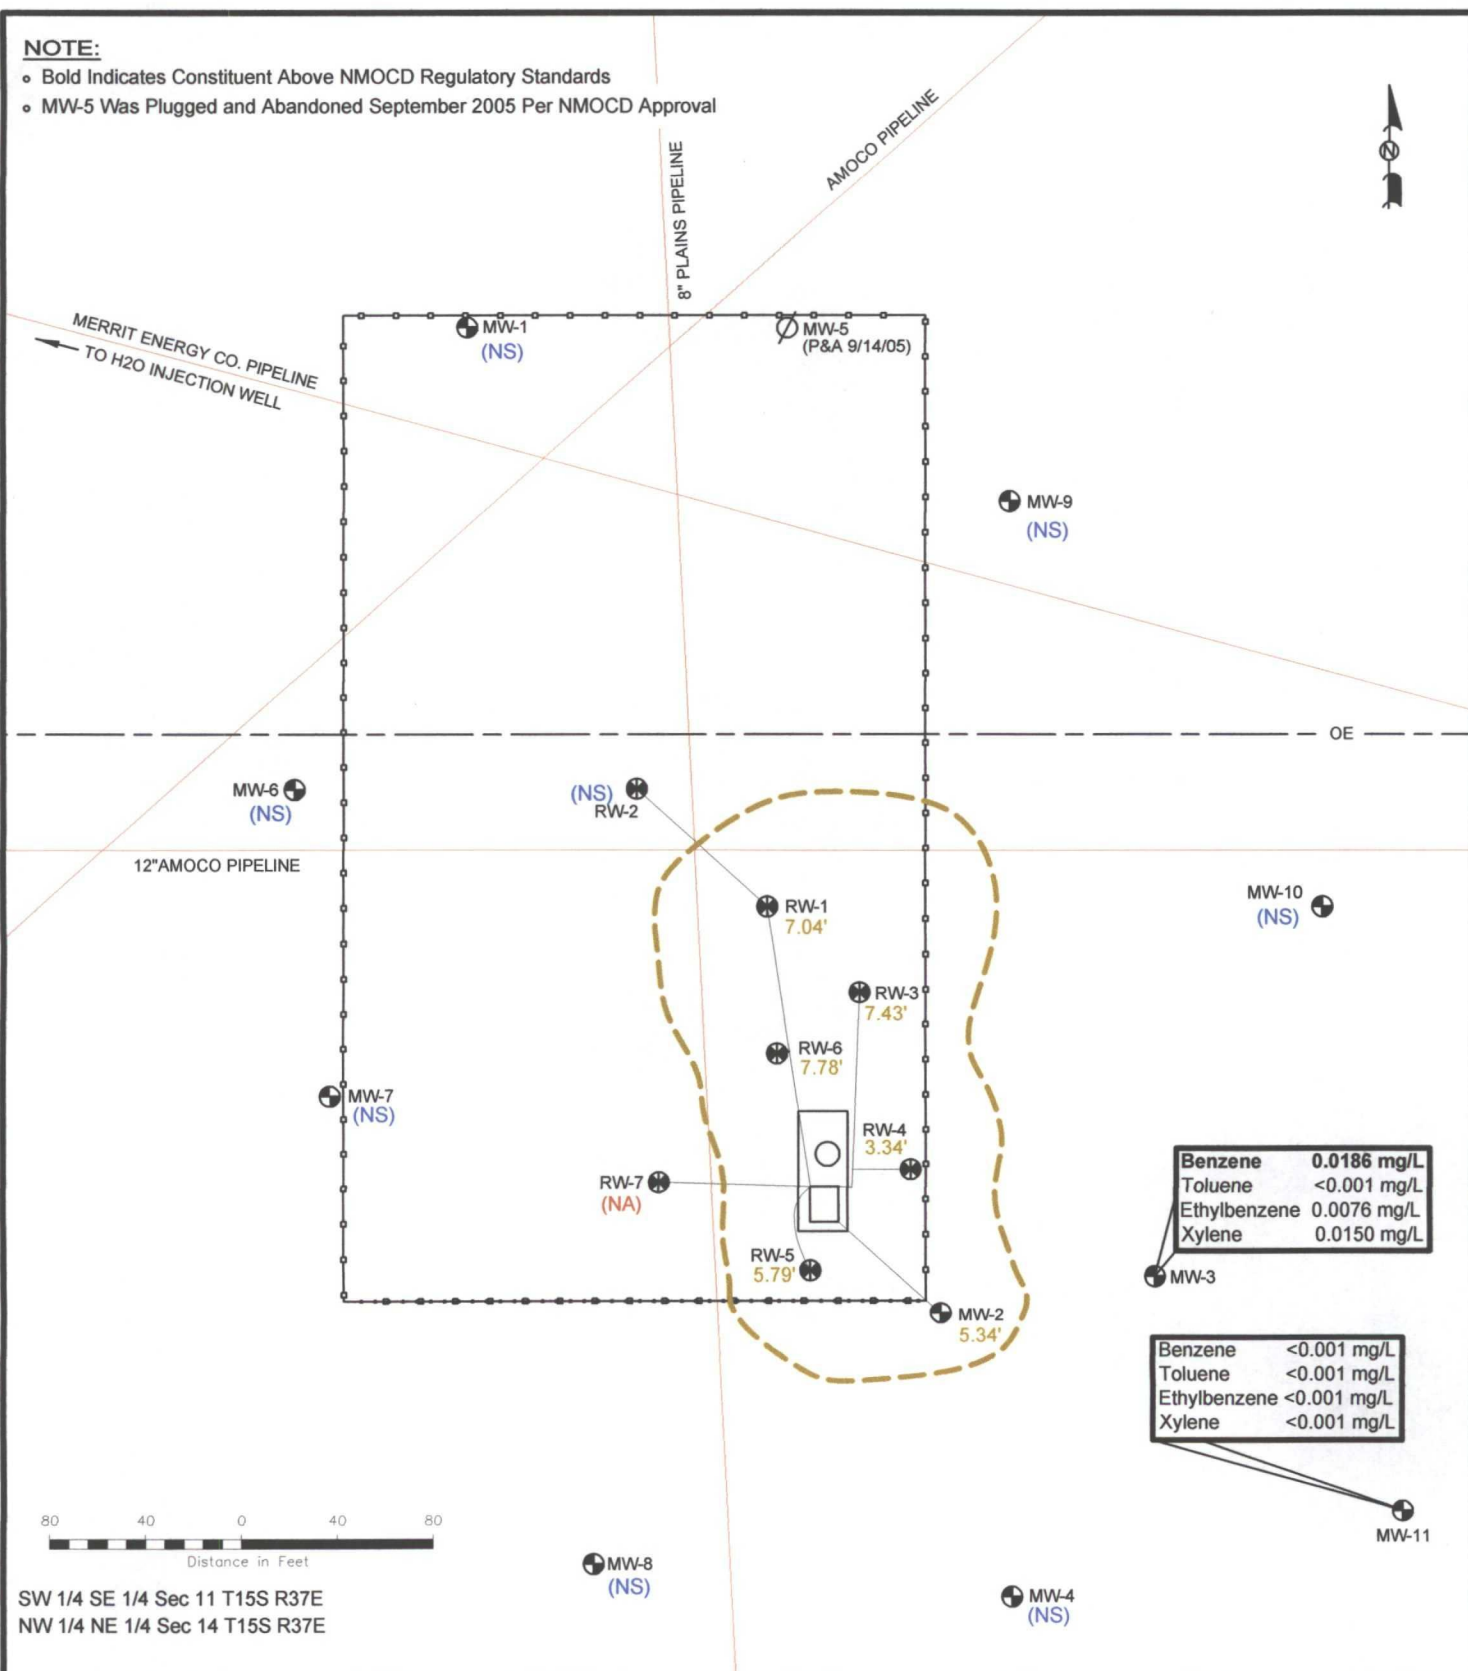 NOTE:
Bold Indicates Constituent Above NMOCD Regulatory Standards
MW-5 Was Plugged and Abandoned September 2005 Per NMOCD Approval
8" PLAINS PIPELINE
AMOCO PIPELINE
N
MERRIT ENERGY CO. PIPELINE
TO H2O INJECTION WELL
MW-1
(NS)
MW-5
(P&A 9/14/05)
MW-9
(NS)
OE
MW-6
(NS)
(NS)
RW-2
12"AMOCO PIPELINE
RW-1
7.04'
MW-10
(NS)
RW-3
7.43'
RW-6
7.78'
MW-7
(NS)
RW-4
3.34'
RW-7
(NA)
Benzene 0.0186 mg/L
Toluene <0.001 mg/L
Ethylbenzene 0.0076 mg/L
Xylene 0.0150 mg/L
MW-3
RW-5
5.79'
MW-2
5.34'
Benzene <0.001 mg/L
Toluene <0.001 mg/L
Ethylbenzene <0.001 mg/L
Xylene <0.001 mg/L
MW-11
80 40 0 40 80
Distance in Feet
MW-8
(NS)
MW-4
(NS)
SW 1/4 SE 1/4 Sec 11 T15S R37E
NW 1/4 NE 1/4 Sec 14 T15S R37E